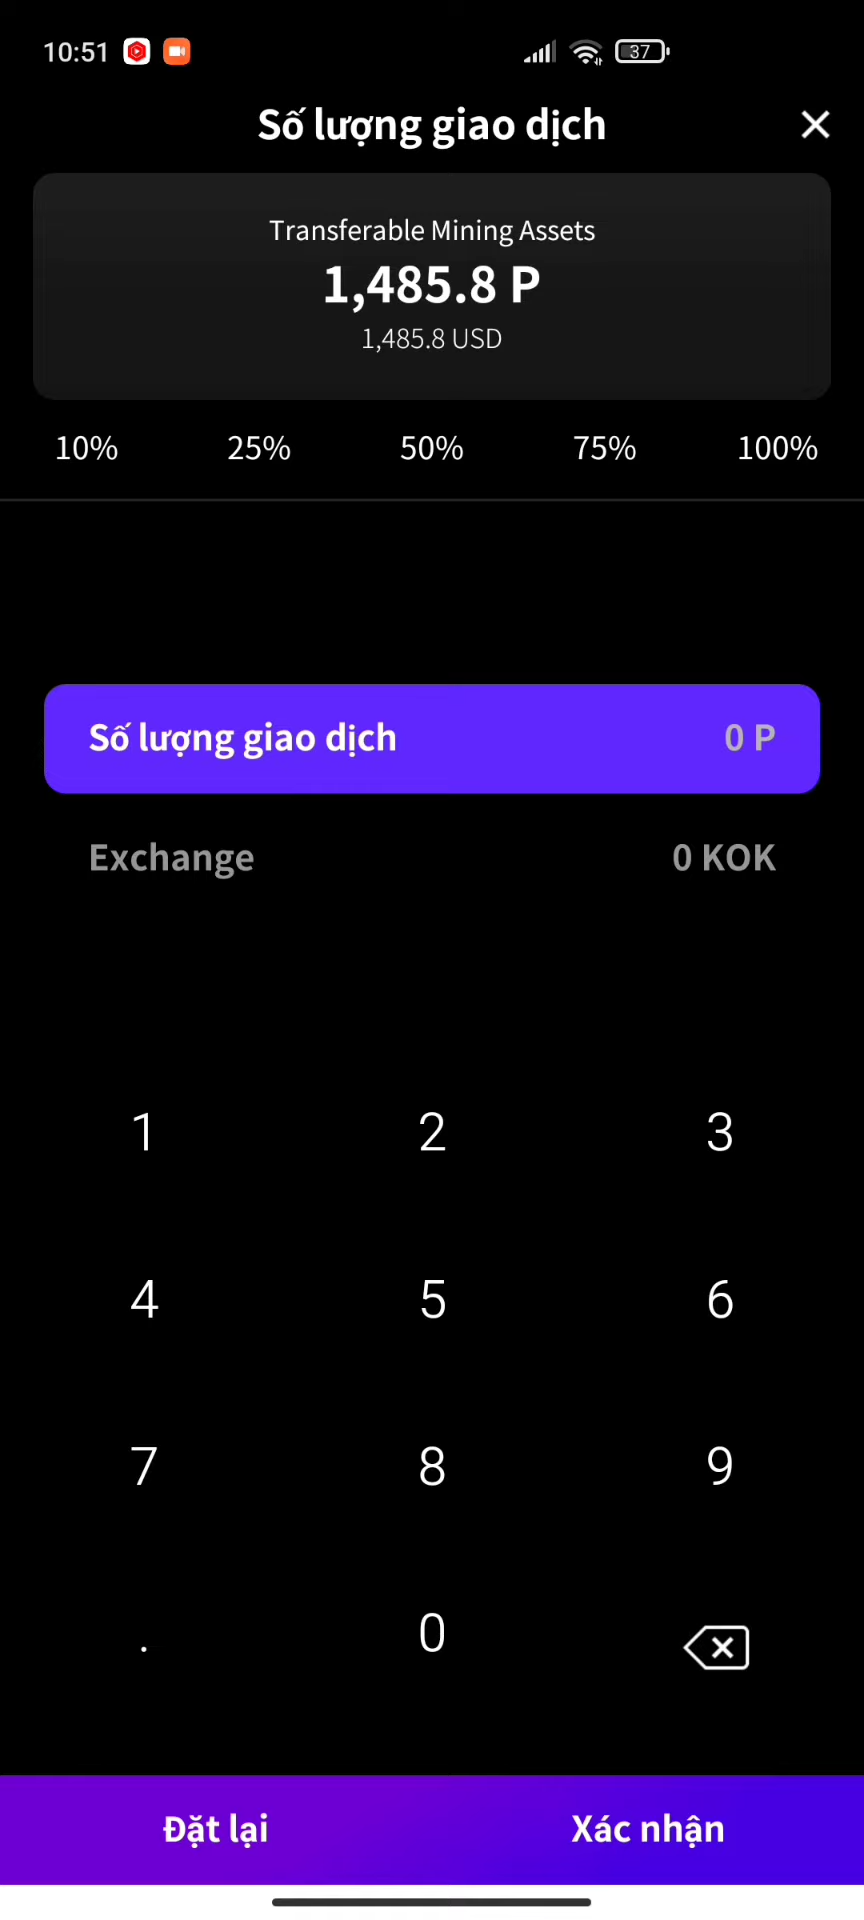 10:51
37
Số lượng giao dịch
Transferable Mining Assets
1,485.8 P
1,485.8 USD
10% 25% 50% 75% 100%
Số lượng giao dịch 0 P
Exchange 0 KOK
1 2 3
4 5 6
7 8 9
. 0
Đặt lại Xác nhận